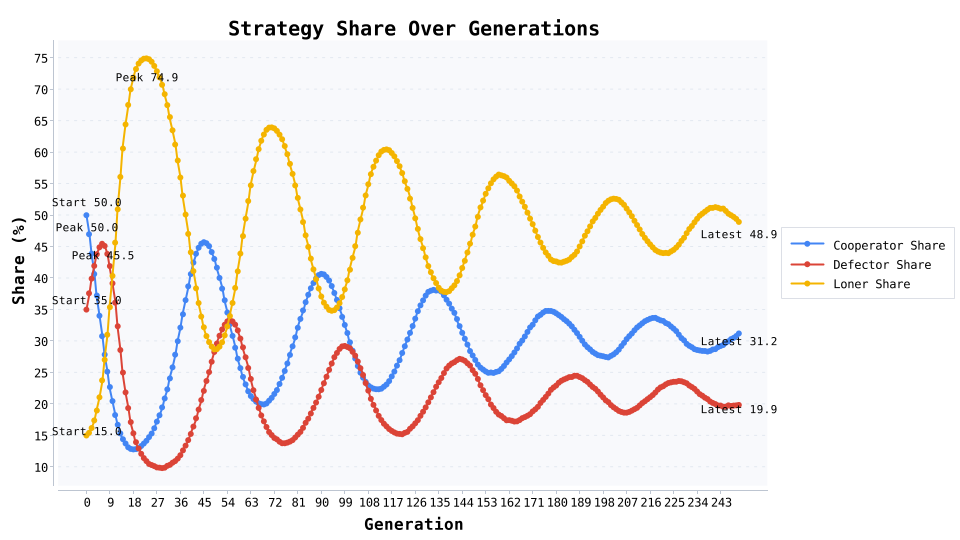 Strategy Share Over Generations
75
Peak 74.9
70
65
60
55
Start 50.0
50
Peak 50.0
45
Latest 48.9
Peak 45.5
40
35
Start 35.0
30
Latest 31.2
25
20
Latest 19.9
15
Start 15.0
10
Share (%)
0 9 18 27 36 45 54 63 72 81 90 99 108 117 126 135 144 153 162 171 180 189 198 207 216 225 234 243
Generation
Cooperator Share
Defector Share
Loner Share